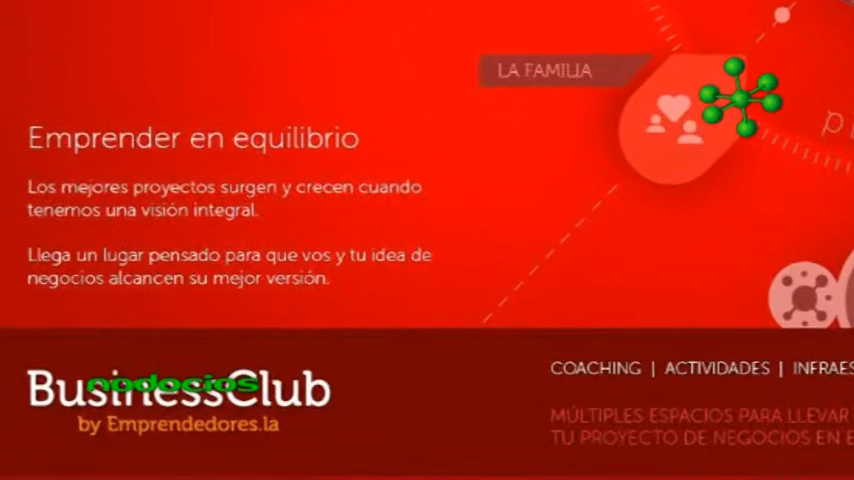 LA FAMILIA
Emprender en equilibrio
Los mejores proyectos surgen y crecen cuando
tenemos una visión integral.
Llega un lugar pensado para que vos y tu idea de
negocios alcancen su mejor versión.
BusinessClub
nodocios
by Emprendedores.la
COACHING | ACTIVIDADES |
MÚLTIPLES ESPACIOS PARA LLEVAR
TU PROYECTO DE NEGOCIOS EN